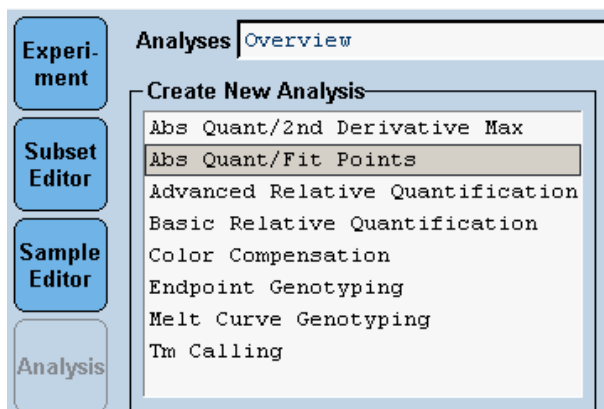 Analyses Overview
Experi-
ment
Create New Analysis
Abs Quant/2nd Derivative Max
Abs Quant/Fit Points
Advanced Relative Quantification
Basic Relative Quantification
Color Compensation
Endpoint Genotyping
Melt Curve Genotyping
Tm Calling
Subset
Editor
Sample
Editor
Analysis